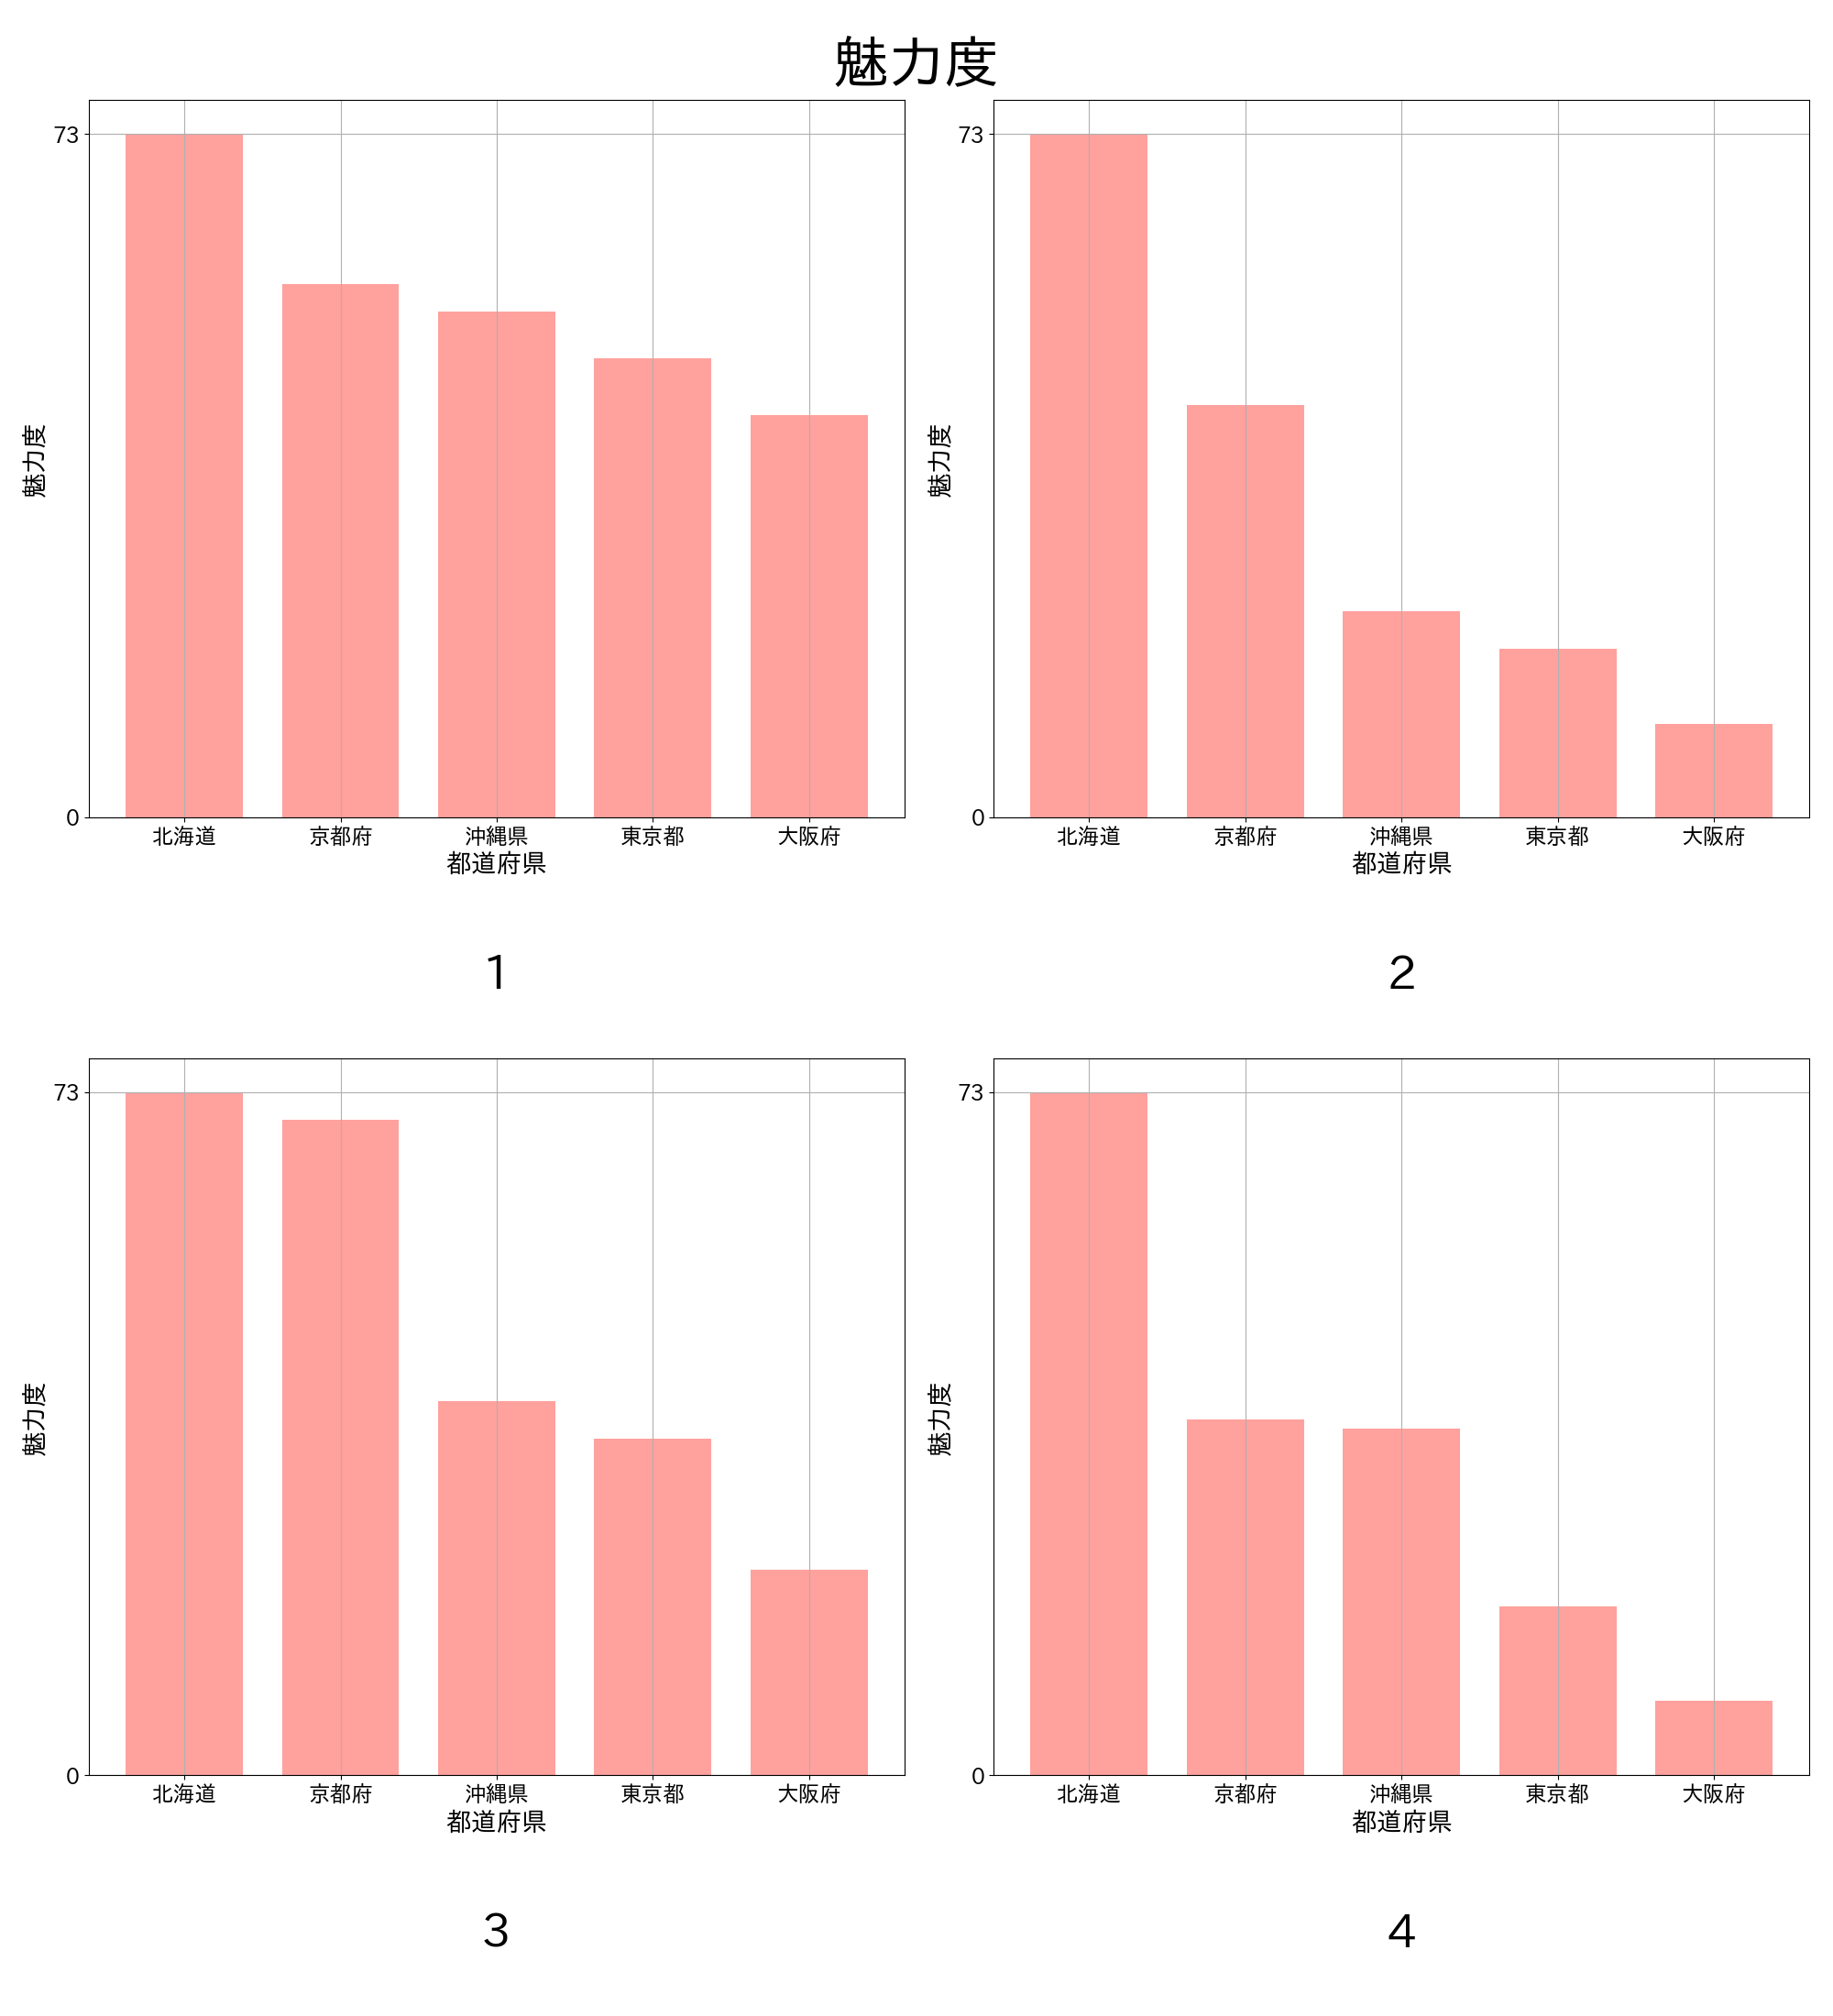 魅力度
73
0
魅力度
北海道 京都府 沖縄県 東京都 大阪府
都道府県
1
73
0
魅力度
北海道 京都府 沖縄県 東京都 大阪府
都道府県
2
73
0
魅力度
北海道 京都府 沖縄県 東京都 大阪府
都道府県
3
73
0
魅力度
北海道 京都府 沖縄県 東京都 大阪府
都道府県
4